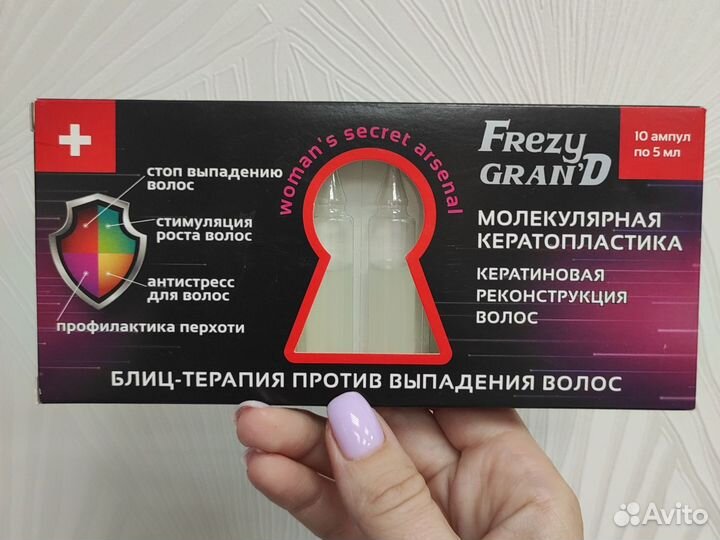 стоп выпадению
волос
стимуляция
роста волос
антистресс
для волос
профилактика перхоти
woman's secret arsenal
FREZY
GRAN'D
10 ампул
по 5 мл
МОЛЕКУЛЯРНАЯ
КЕРАТОПЛАСТИКА
КЕРАТИНОВАЯ
РЕКОНСТРУКЦИЯ
ВОЛОС
БЛИЦ-ТЕРАПИЯ ПРОТИВ ВЫПАДЕНИЯ ВОЛОС
Avito